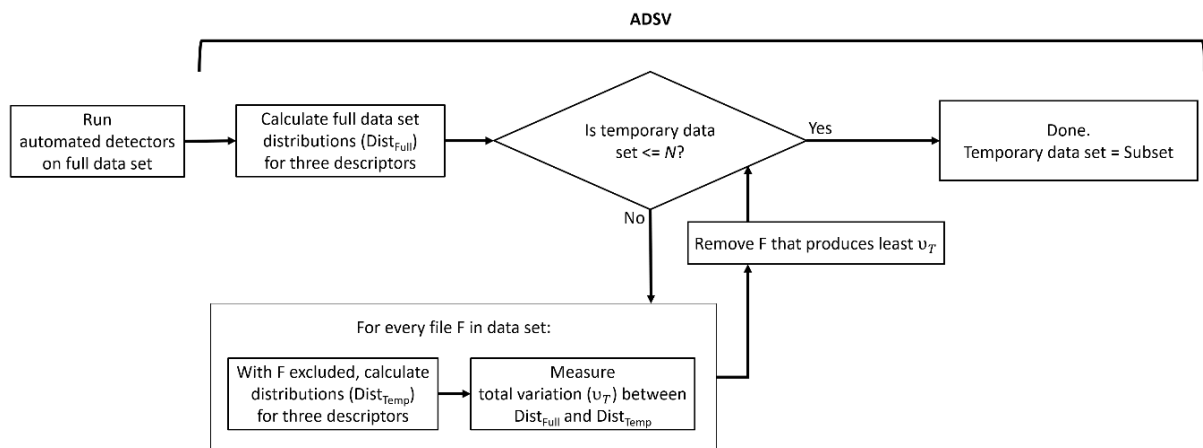 ADSV
Run
automated detectors
on full data set
Calculate full data set
distributions (Dist_Full)
for three descriptors
Is temporary data
set <= N?
Yes
Done.
Temporary data set = Subset
No
Remove F that produces least υ_T
For every file F in data set:
With F excluded, calculate
distributions (Dist_Temp)
for three descriptors
Measure
total variation (υ_T) between
Dist_Full and Dist_Temp